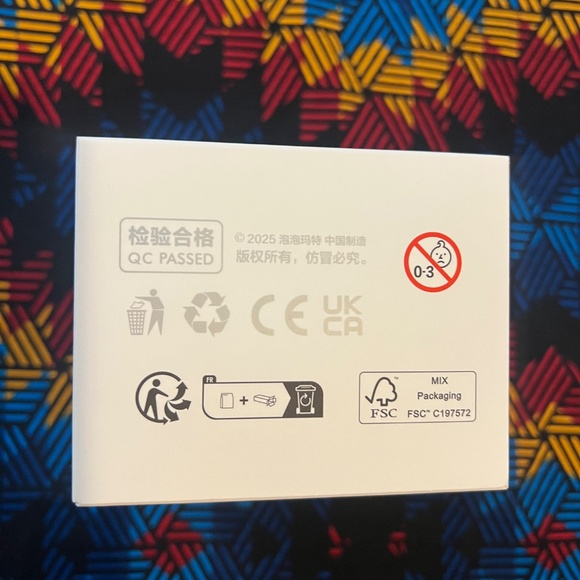 检验合格
QC PASSED
© 2025 泡泡玛特 中国制造
版权所有，仿冒必究。
0-3
CE
UK
CA
FR
+
FSC™
MIX
Packaging
FSC™ C197572